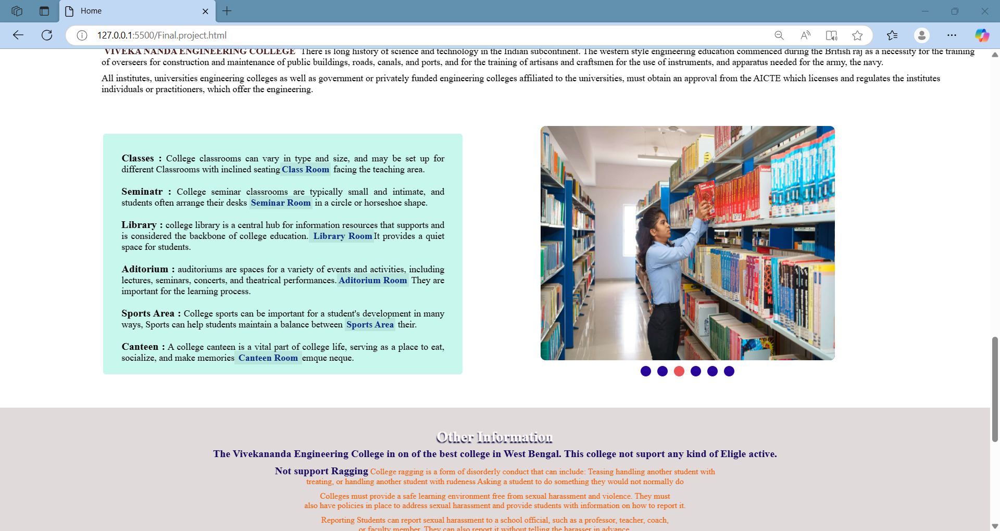 Home
127.0.0.1:5500/Final.project.html
VIVEKA NANDA ENGINEERING COLLEGE There is long history of science and technology in the Indian subcontinent. The western style engineering education commenced during the British raj as a necessity for the training
of overseers for construction and maintenance of public buildings, roads, canals, and ports, and for the training of artisans and craftsmen for the use of instruments, and apparatus needed for the army, the navy.
All institutes, universities engineering colleges as well as government or privately funded engineering colleges affiliated to the universities, must obtain an approval from the AICTE which licenses and regulates the institutes
individuals or practitioners, which offer the engineering.
Classes : College classrooms can vary in type and size, and may be set up for
different Classrooms with inclined seating Class Room facing the teaching area.
Seminatr : College seminar classrooms are typically small and intimate, and
students often arrange their desks Seminar Room in a circle or horseshoe shape.
Library : college library is a central hub for information resources that supports and
is considered the backbone of college education. Library Room It provides a quiet
space for students.
Aditorium : auditoriums are spaces for a variety of events and activities, including
lectures, seminars, concerts, and theatrical performances. Aditorium Room They are
important for the learning process.
Sports Area : College sports can be important for a student's development in many
ways, Sports can help students maintain a balance between Sports Area their.
Canteen : A college canteen is a vital part of college life, serving as a place to eat,
socialize, and make memories Canteen Room emque neque.
Other Information
The Vivekananda Engineering College in on of the best college in West Bengal. This college not suport any kind of Eligle active.
Not support Ragging College ragging is a form of disorderly conduct that can include: Teasing handling another student with
treating, or handling another student with rudeness Asking a student to do something they would not normally do
Colleges must provide a safe learning environment free from sexual harassment and violence. They must
also have policies in place to address sexual harassment and provide students with information on how to report it.
Reporting Students can report sexual harassment to a school official, such as a professor, teacher, coach,
or faculty member. They can also report it without telling the harasser in advance.